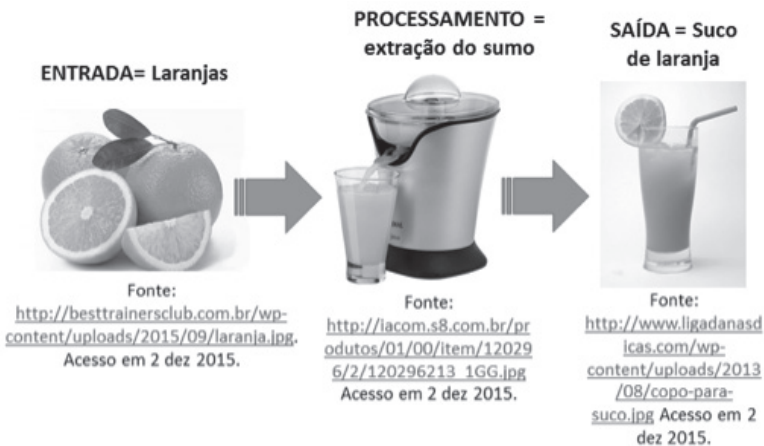 ENTRADA= Laranjas
Fonte:
http://besttrainersclub.com.br/wp-
content/uploads/2015/09/laranja.jpg.
Acesso em 2 dez 2015.
PROCESSAMENTO =
extração do sumo
Fonte:
http://iacom.s8.com.br/pr
odutos/01/00/item/12029
6/2/120296213_1GG.jpg
Acesso em 2 dez 2015.
SAÍDA = Suco
de laranja
Fonte:
http://www.ligadanasd
icas.com/wp-
content/uploads/2013
/08/copo-para-
suco.jpg Acesso em 2
dez 2015.